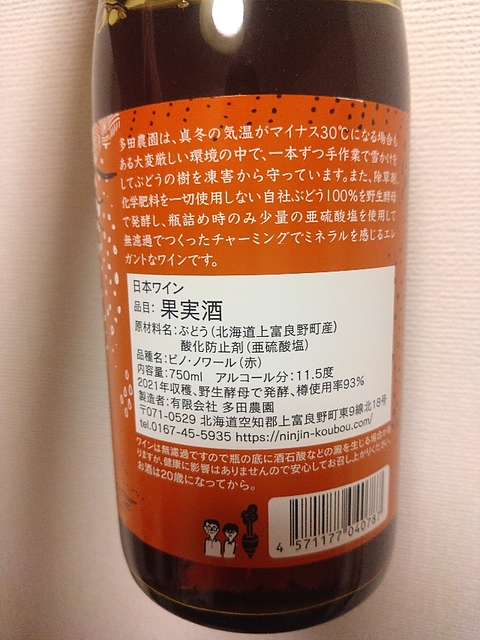 多田農園は、真冬の気温がマイナス30℃になる場合も
ある大変厳しい環境の中で、一本ずつ手作業で雪かけを
してぶどうの樹を凍害から守っています。また、除草剤、
化学肥料を一切使用しない自社ぶどう100%を野生酵母
で発酵し、瓶詰め時のみ少量の亜硫酸塩を使用して
無濾過でつくったチャーミングでミネラルを感じるエレ
ガントなワインです。
日本ワイン
品目: 果実酒
原材料名:ぶどう(北海道上富良野町産)
酸化防止剤(亜硫酸塩)
品種名:ピノ・ノワール(赤)
内容量:750ml アルコール分:11.5度
2021年収穫、野生酵母で発酵、樽使用率93%
製造者:有限会社 多田農園
〒071-0529 北海道空知郡上富良野町東9線北18号
tel.0167-45-5935 https://ninjin-koubou.com/
ワインは無濾過ですので瓶の底に酒石酸などの澱を生じる場合があ
りますが、健康に影響はありませんので安心してお召し上がりください。
お酒は20歳になってから。
4 571177 040787